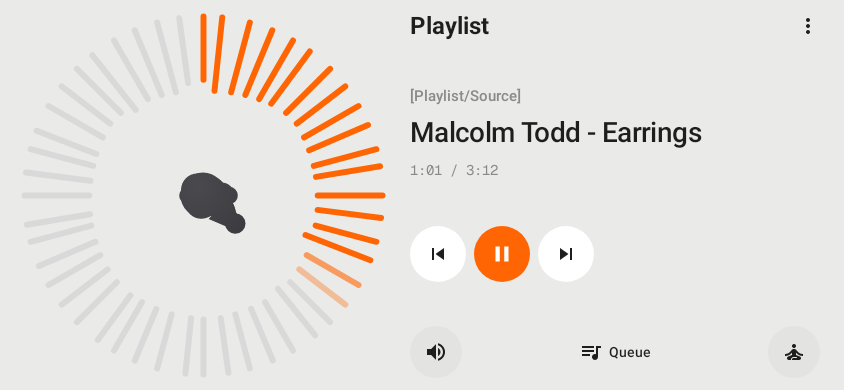 Playlist
[Playlist/Source]
Malcolm Todd - Earrings
1:01 / 3:12
Queue